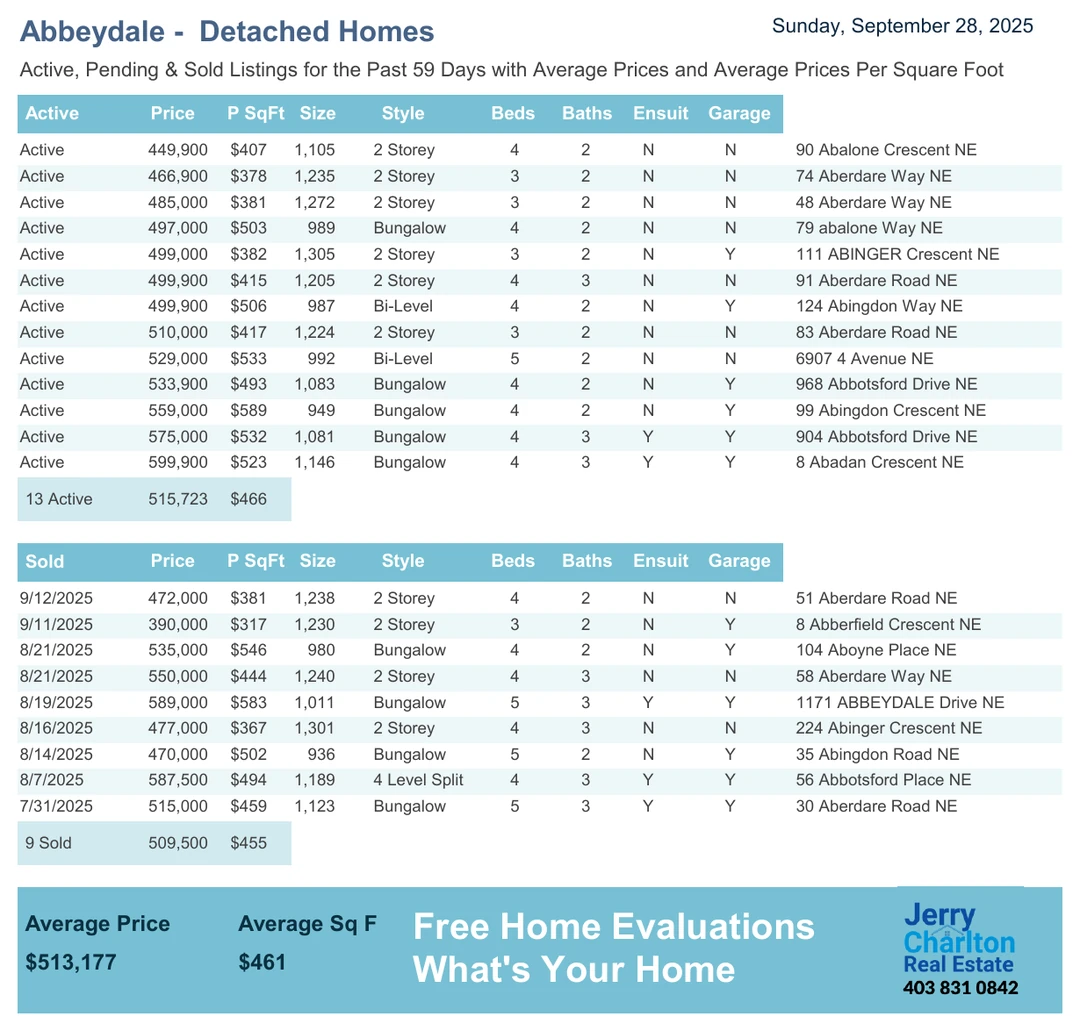 Abbeydale - Detached Homes
Sunday, September 28, 2025
Active, Pending & Sold Listings for the Past 59 Days with Average Prices and Average Prices Per Square Foot
Active Price P SqFt Size Style Beds Baths Ensuit Garage
Active 449,900 $407 1,105 2 Storey 4 2 N N 90 Abalone Crescent NE
Active 466,900 $378 1,235 2 Storey 3 2 N N 74 Aberdare Way NE
Active 485,000 $381 1,272 2 Storey 3 2 N N 48 Aberdare Way NE
Active 497,000 $503 989 Bungalow 4 2 N N 79 abalone Way NE
Active 499,000 $382 1,305 2 Storey 3 2 N Y 111 ABINGER Crescent NE
Active 499,900 $415 1,205 2 Storey 4 3 N N 91 Aberdare Road NE
Active 499,900 $506 987 Bi-Level 4 2 N Y 124 Abingdon Way NE
Active 510,000 $417 1,224 2 Storey 3 2 N N 83 Aberdare Road NE
Active 529,000 $533 992 Bi-Level 5 2 N N 6907 4 Avenue NE
Active 533,900 $493 1,083 Bungalow 4 2 N Y 968 Abbotsford Drive NE
Active 559,000 $589 949 Bungalow 4 2 N Y 99 Abingdon Crescent NE
Active 575,000 $532 1,081 Bungalow 4 3 Y Y 904 Abbotsford Drive NE
Active 599,900 $523 1,146 Bungalow 4 3 Y Y 8 Abadan Crescent NE
13 Active 515,723 $466
Sold Price P SqFt Size Style Beds Baths Ensuit Garage
9/12/2025 472,000 $381 1,238 2 Storey 4 2 N N 51 Aberdare Road NE
9/11/2025 390,000 $317 1,230 2 Storey 3 2 N Y 8 Abberfield Crescent NE
8/21/2025 535,000 $546 980 Bungalow 4 2 N Y 104 Aboyne Place NE
8/21/2025 550,000 $444 1,240 2 Storey 4 3 N N 58 Aberdare Way NE
8/19/2025 589,000 $583 1,011 Bungalow 5 3 Y Y 1171 ABBEYDALE Drive NE
8/16/2025 477,000 $367 1,301 2 Storey 4 3 N N 224 Abinger Crescent NE
8/14/2025 470,000 $502 936 Bungalow 5 2 N Y 35 Abingdon Road NE
8/7/2025 587,500 $494 1,189 4 Level Split 4 3 Y Y 56 Abbotsford Place NE
7/31/2025 515,000 $459 1,123 Bungalow 5 3 Y Y 30 Aberdare Road NE
9 Sold 509,500 $455
Average Price Average Sq F
$513,177 $461
Free Home Evaluations
What's Your Home
Jerry
Charlton
Real Estate
403 831 0842